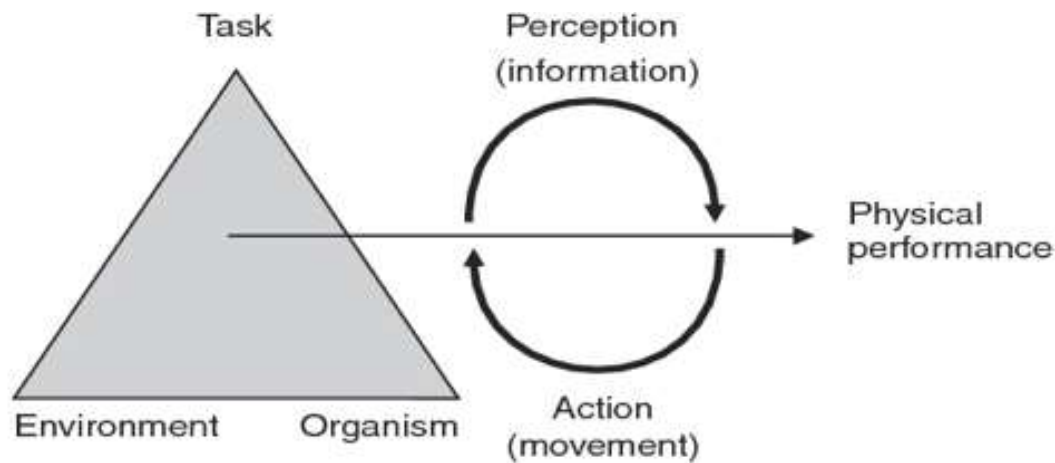 Task
Perception
(information)
Physical
performance
Environment
Organism
Action
(movement)